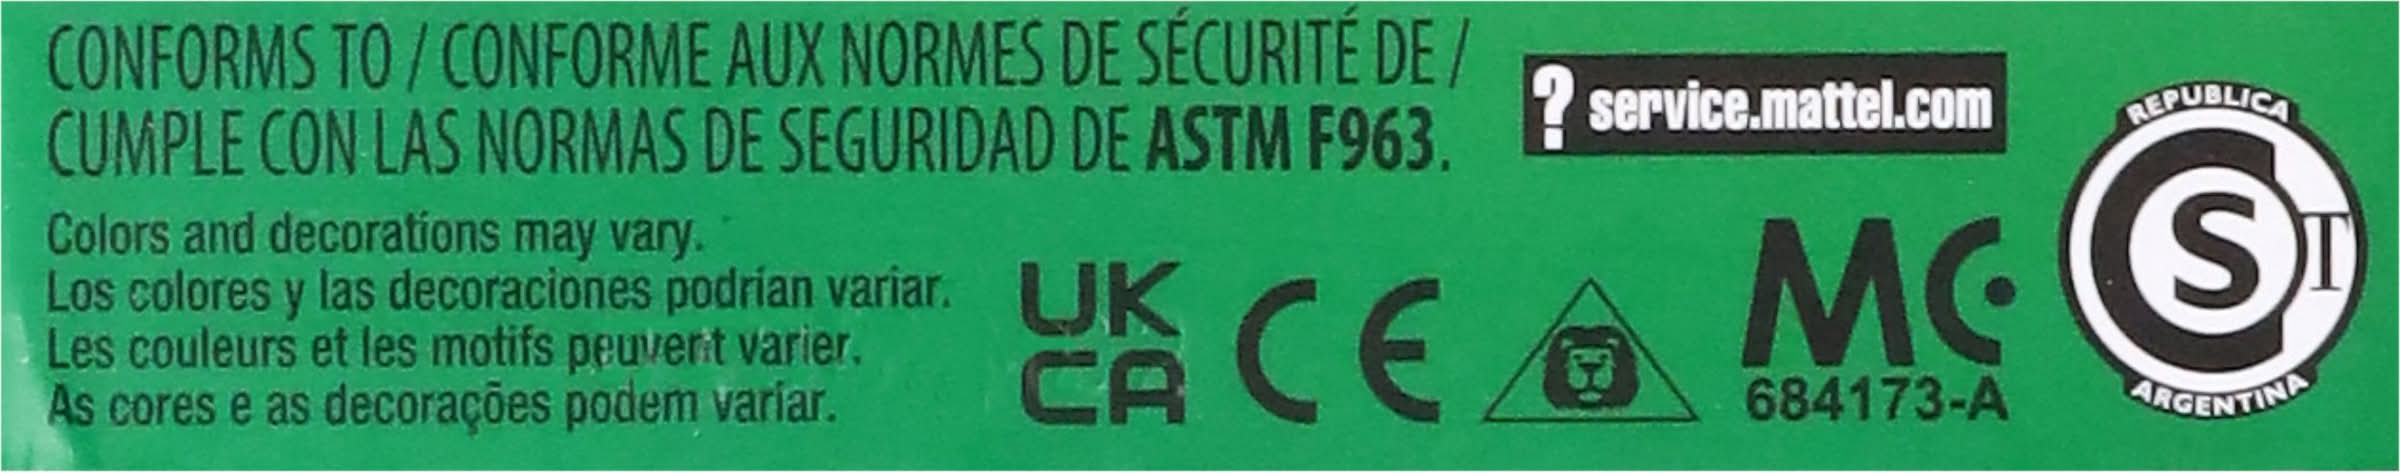 CONFORMS TO / CONFORME AUX NORMES DE SÉCURITÉ DE /
CUMPLE CON LAS NORMAS DE SEGURIDAD DE ASTM F963.
Colors and decorations may vary.
Los colores y las decoraciones podrían variar.
Les couleurs et les motifs peuvent varier.
As cores e as decorações podem variar.
? service.mattel.com
UK
CA
CE
MC
684173-A
REPUBLICA
CST
ARGENTINA